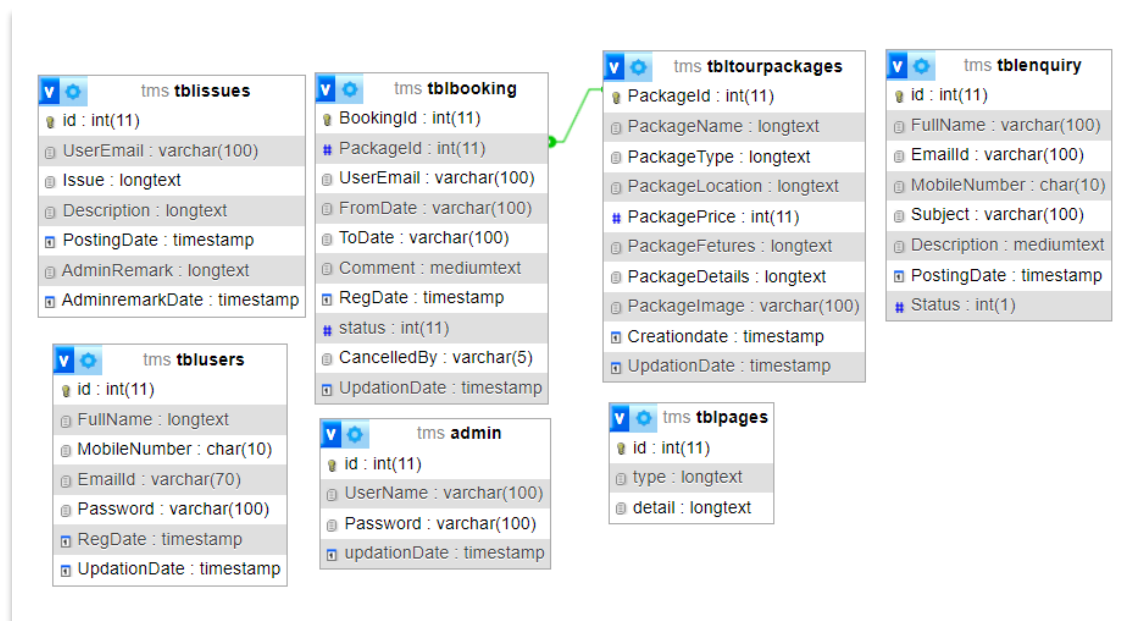 v tms tblissues
id : int(11)
UserEmail : varchar(100)
Issue : longtext
Description : longtext
PostingDate : timestamp
AdminRemark : longtext
AdminremarkDate : timestamp
v tms tblbooking
BookingId : int(11)
# PackageId : int(11)
UserEmail : varchar(100)
FromDate : varchar(100)
ToDate : varchar(100)
Comment : mediumtext
RegDate : timestamp
# status : int(11)
CancelledBy : varchar(5)
UpdationDate : timestamp
v tms tbltourpackages
PackageId : int(11)
PackageName : longtext
PackageType : longtext
PackageLocation : longtext
# PackagePrice : int(11)
PackageFetures : longtext
PackageDetails : longtext
PackageImage : varchar(100)
Creationdate : timestamp
UpdationDate : timestamp
v tms tblenquiry
id : int(11)
FullName : varchar(100)
EmailId : varchar(100)
MobileNumber : char(10)
Subject : varchar(100)
Description : mediumtext
PostingDate : timestamp
# Status : int(1)
v tms tblusers
id : int(11)
FullName : longtext
MobileNumber : char(10)
EmailId : varchar(70)
Password : varchar(100)
RegDate : timestamp
UpdationDate : timestamp
v tms admin
id : int(11)
UserName : varchar(100)
Password : varchar(100)
updationDate : timestamp
v tms tblpages
id : int(11)
type : longtext
detail : longtext